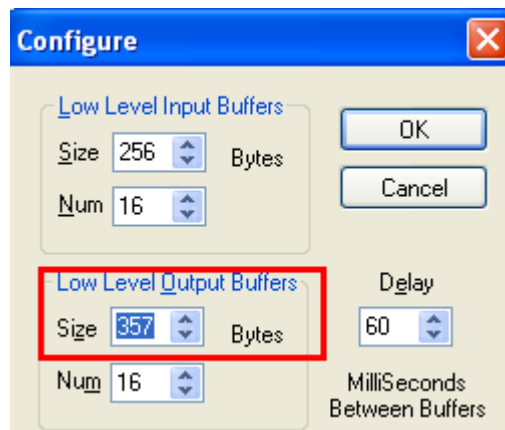 Configure
Low Level Input Buffers
Size 256 Bytes
Num 16
OK
Cancel
Low Level Output Buffers
Size 357 Bytes
Num 16
Delay
60
MilliSeconds
Between Buffers